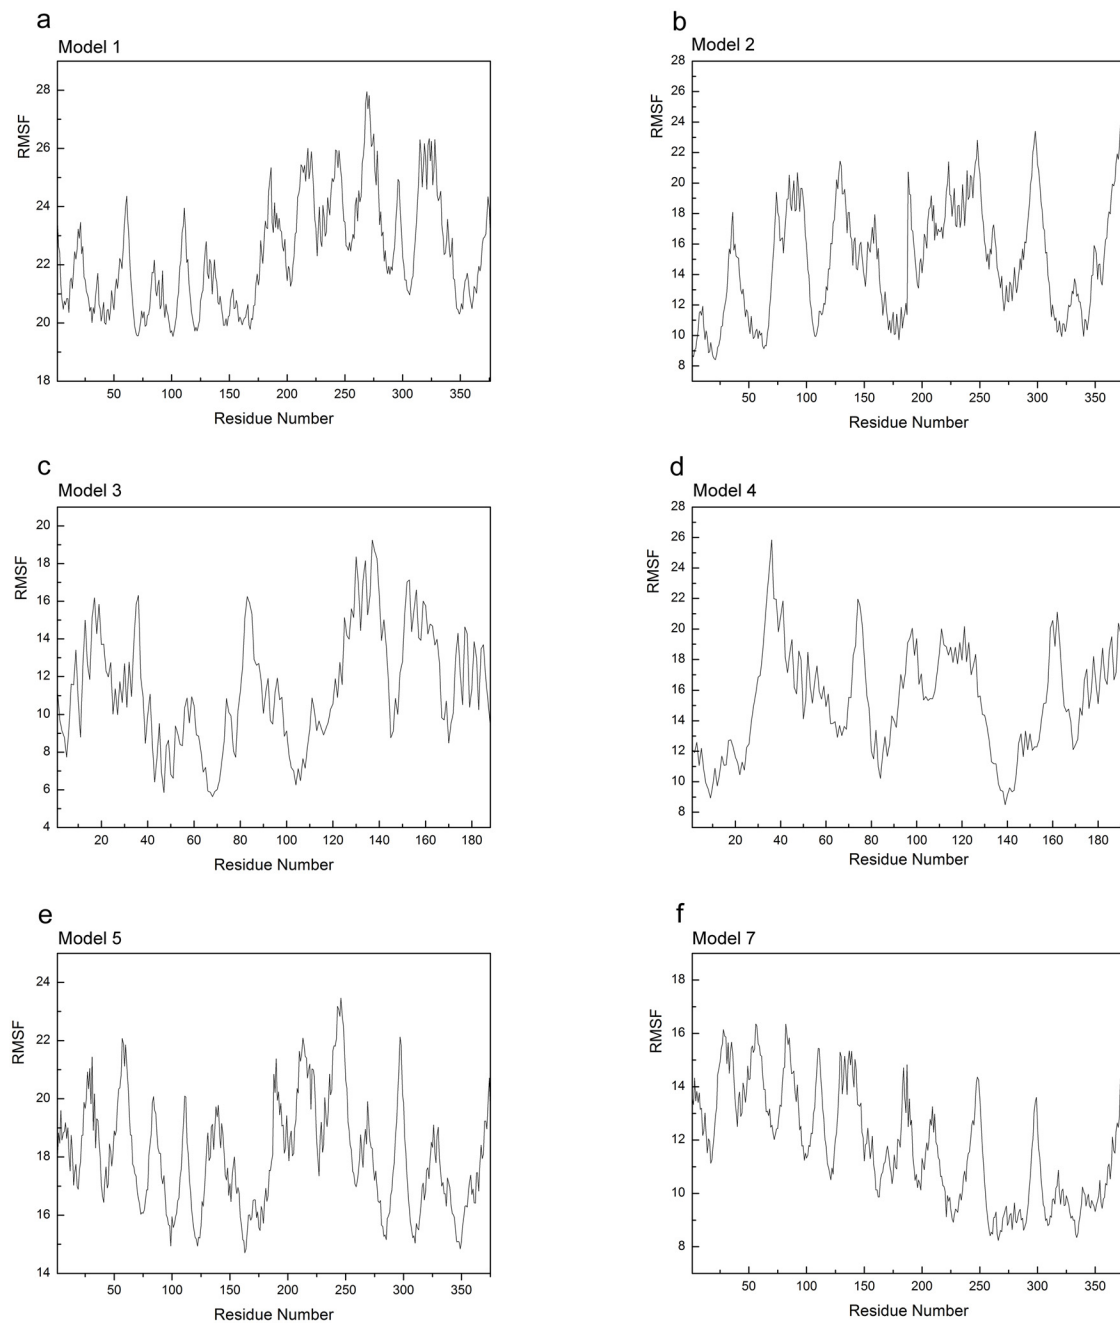 a
Model 1
28
26
24
22
20
18
RMSF
50 100 150 200 250 300 350
Residue Number
b
Model 2
28
26
24
22
20
18
16
14
12
10
8
RMSF
50 100 150 200 250 300 350
Residue Number
c
Model 3
20
18
16
14
12
10
8
6
4
RMSF
20 40 60 80 100 120 140 160 180
Residue Number
d
Model 4
28
26
24
22
20
18
16
14
12
10
8
RMSF
20 40 60 80 100 120 140 160 180
Residue Number
e
Model 5
24
22
20
18
16
14
RMSF
50 100 150 200 250 300 350
Residue Number
f
Model 7
18
16
14
12
10
8
RMSF
50 100 150 200 250 300 350
Residue Number